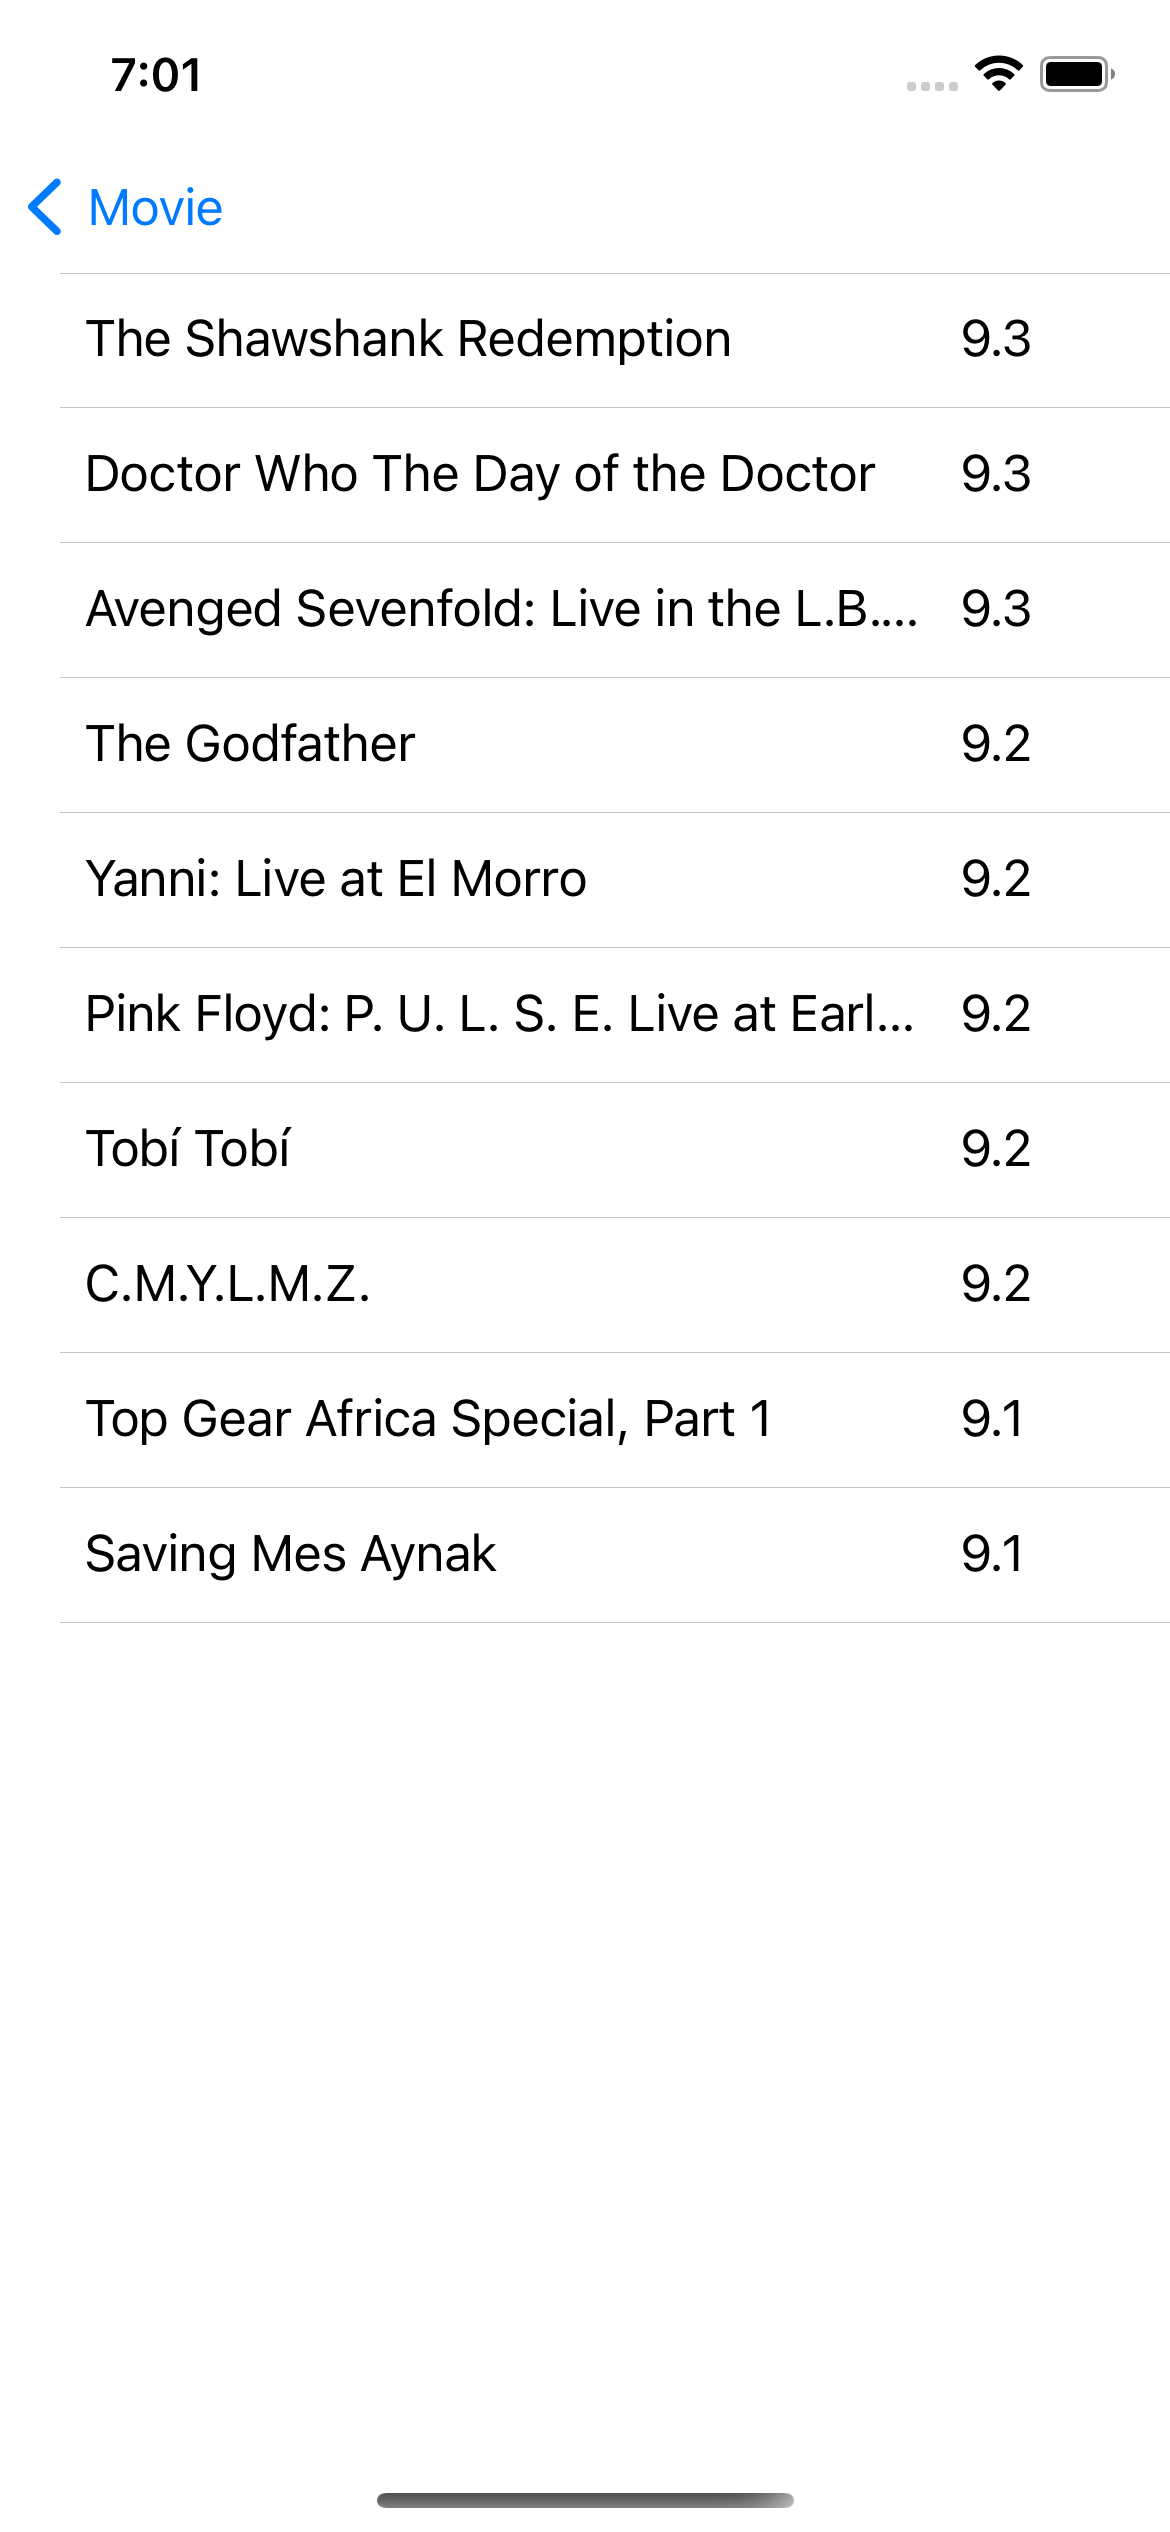 7:01
Movie
The Shawshank Redemption 9.3
Doctor Who The Day of the Doctor 9.3
Avenged Sevenfold: Live in the L.B.... 9.3
The Godfather 9.2
Yanni: Live at El Morro 9.2
Pink Floyd: P. U. L. S. E. Live at Earl... 9.2
Tobí Tobí 9.2
C.M.Y.L.M.Z. 9.2
Top Gear Africa Special, Part 1 9.1
Saving Mes Aynak 9.1